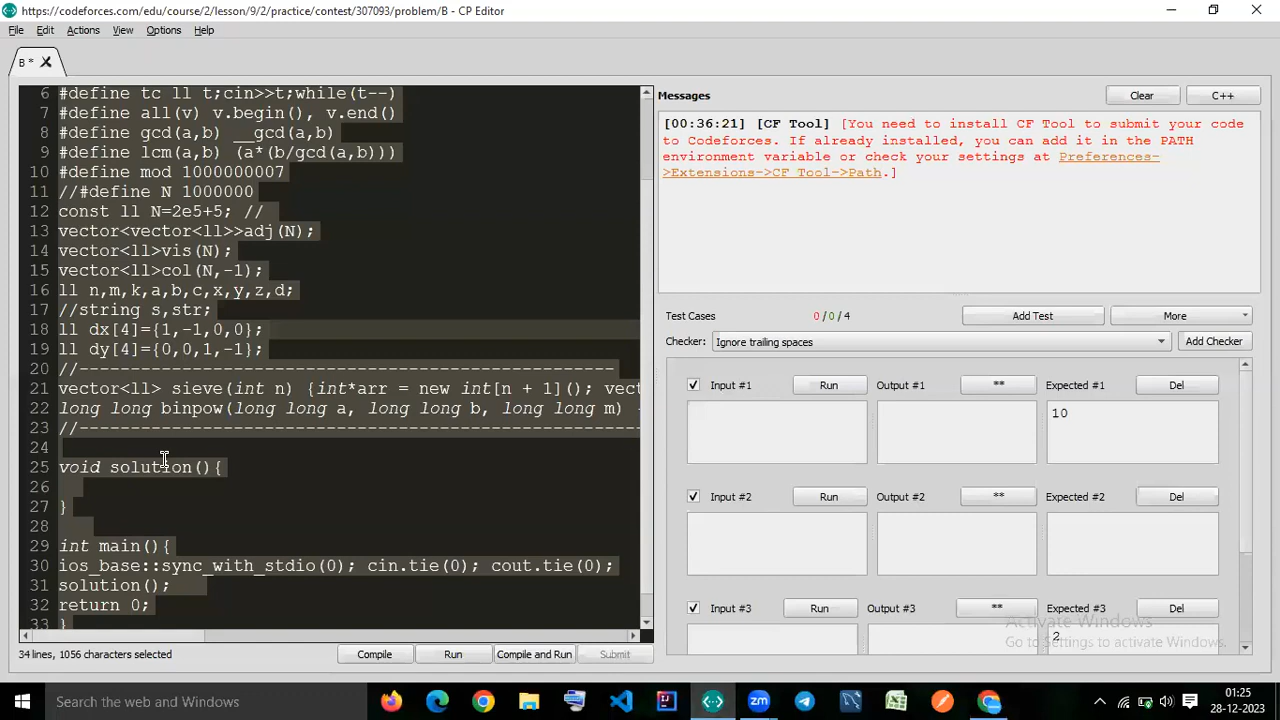 https://codeforces.com/edu/course/2/lesson/9/2/practice/contest/307093/problem/B - CP Editor
File Edit Actions View Options Help
B *
6 #define tc ll t;cin>>t;while(t--)
7 #define all(v) v.begin(), v.end()
8 #define gcd(a,b) __gcd(a,b)
9 #define lcm(a,b) (a*(b/gcd(a,b)))
10 #define mod 1000000007
11 //#define N 1000000
12 const ll N=2e5+5; //
13 vector<vector<ll>>adj(N);
14 vector<ll>vis(N);
15 vector<ll>col(N,-1);
16 ll n,m,k,a,b,c,x,y,z,d;
17 //string s,str;
18 ll dx[4]={1,-1,0,0};
19 ll dy[4]={0,0,1,-1};
20 //----------------------------------------------------
21 vector<ll> sieve(int n) {int*arr = new int[n + 1](); vect
22 long long binpow(long long a, long long b, long long m)
23 //-------------------------------------------------------
24
25 void solution(){
26
27 }
28
29 int main(){
30 ios_base::sync_with_stdio(0); cin.tie(0); cout.tie(0);
31 solution();
32 return 0;
33 }
34 lines, 1056 characters selected
Compile Run Compile and Run Submit
Messages Clear C++
[00:36:21] [CF Tool] [You need to install CF Tool to submit your code
to Codeforces. If already installed, you can add it in the PATH
environment variable or check your settings at Preferences-
>Extensions->CF Tool->Path.]
Test Cases 0/0/4 Add Test More
Checker: Ignore trailing spaces Add Checker
Input #1 Run Output #1 ** Expected #1 Del
10
Input #2 Run Output #2 ** Expected #2 Del
Input #3 Run Output #3 ** Expected #3 Del
2
Activate Windows
Go to Settings to activate Windows.
Search Windows
zm
01:25
28-12-2023